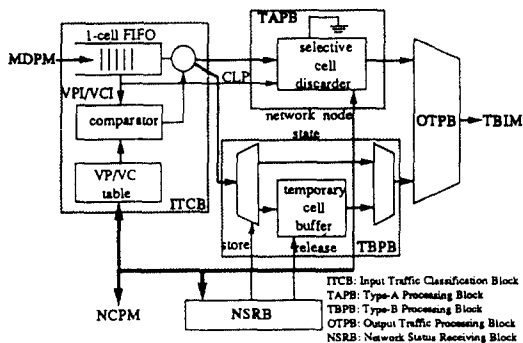 TAPB
1-cell FIFO
MDPM
CLP
selective
cell
discarder
VPI/VCI
comparator
network node
state
OTPB
TBIM
VP/VC
table
ITCB
temporary
cell
buffer
store
release
TBPB
NCPM
NSRB
ITCB: Input Traffic Classification Block
TAPB: Type-A Processing Block
TBPB: Type-B Processing Block
OTPB: Output Traffic Processing Block
NSRB: Network Status Receiving Block